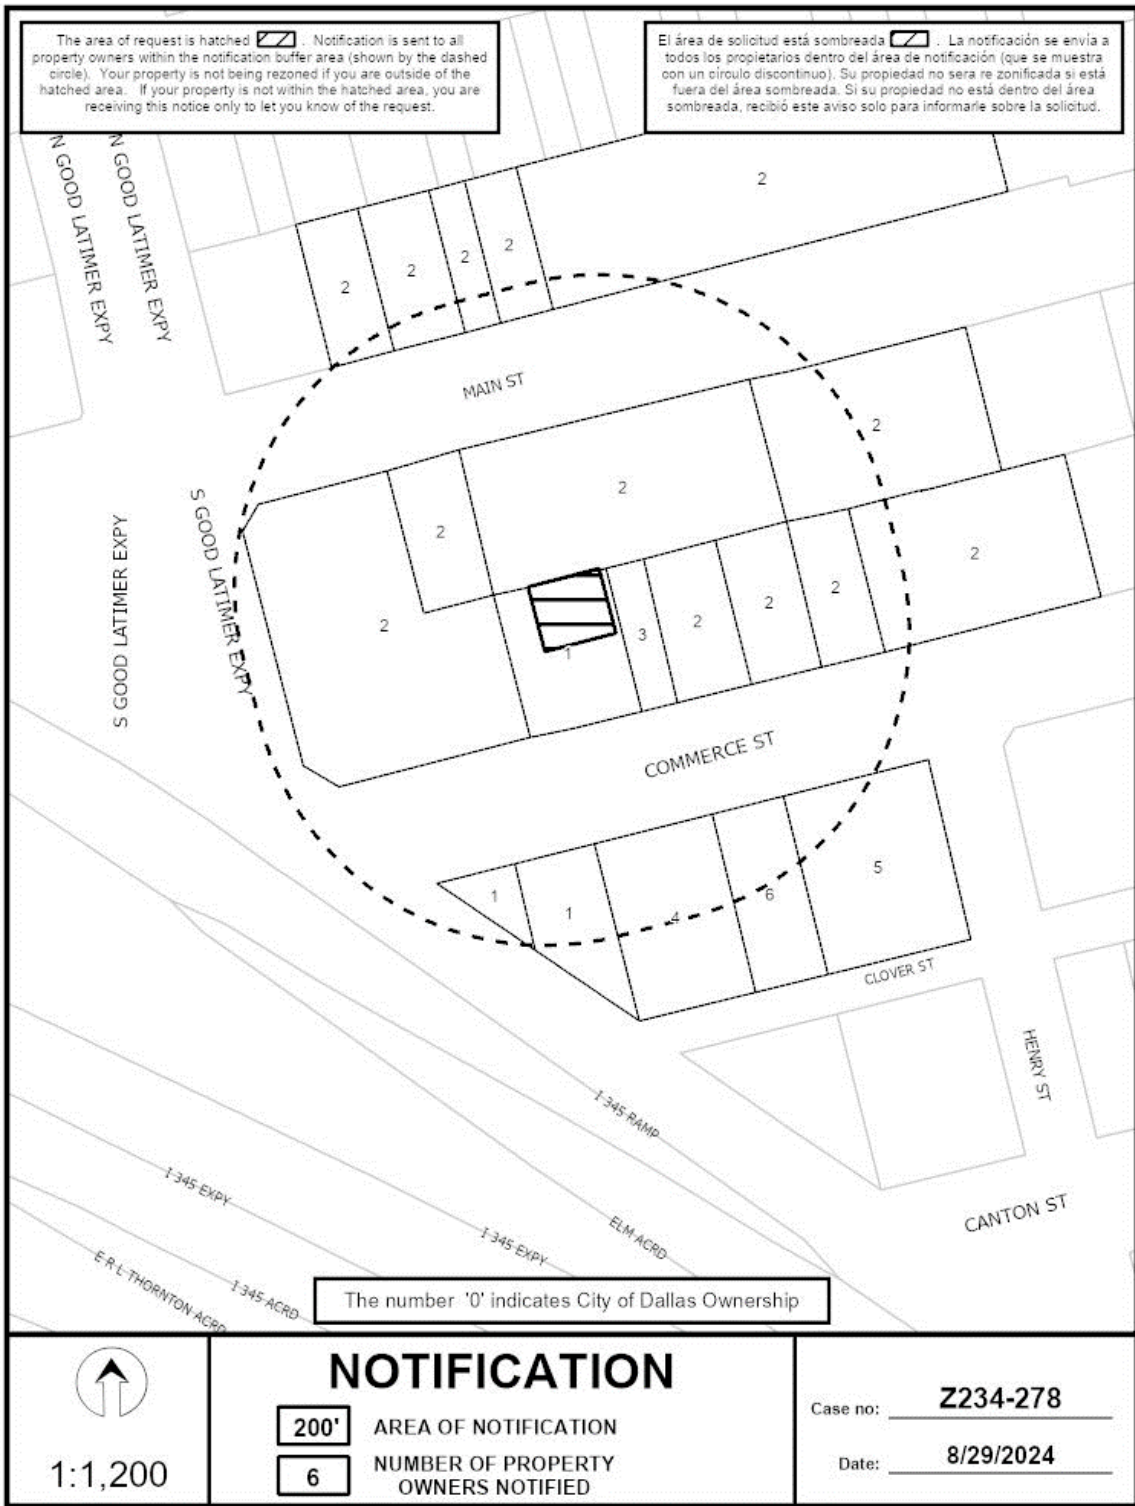 The area of request is hatched . Notification is sent to all
property owners within the notification buffer area (shown by the dashed
circle). Your property is not being rezoned if you are outside of the
hatched area. If your property is not within the hatched area, you are
receiving this notice only to let you know of the request.
El área de solicitud está sombreada . La notificación se envía a
todos los propietarios dentro del área de notificación (que se muestra
con un círculo discontinuo). Su propiedad no sera re zonificada si está
fuera del área sombreada. Si su propiedad no está dentro del área
sombreada, recibió este aviso solo para informarle sobre la solicitud.
N GOOD LATIMER EXPY
N GOOD LATIMER EXPY
2
2
2
2
2
MAIN ST
2
2
2
S GOOD LATIMER EXPY
S GOOD LATIMER EXPY
2
1
3
2
2
2
2
COMMERCE ST
1
1
4
6
5
CLOVER ST
HENRY ST
CANTON ST
I 345 RAMP
I 345 EXPY
I 345 EXPY
ELM ACRD
E R L THORNTON ACRD
I 345 ACRD
The number '0' indicates City of Dallas Ownership
1:1,200
NOTIFICATION
200' AREA OF NOTIFICATION
6 NUMBER OF PROPERTY
OWNERS NOTIFIED
Case no: Z234-278
Date: 8/29/2024